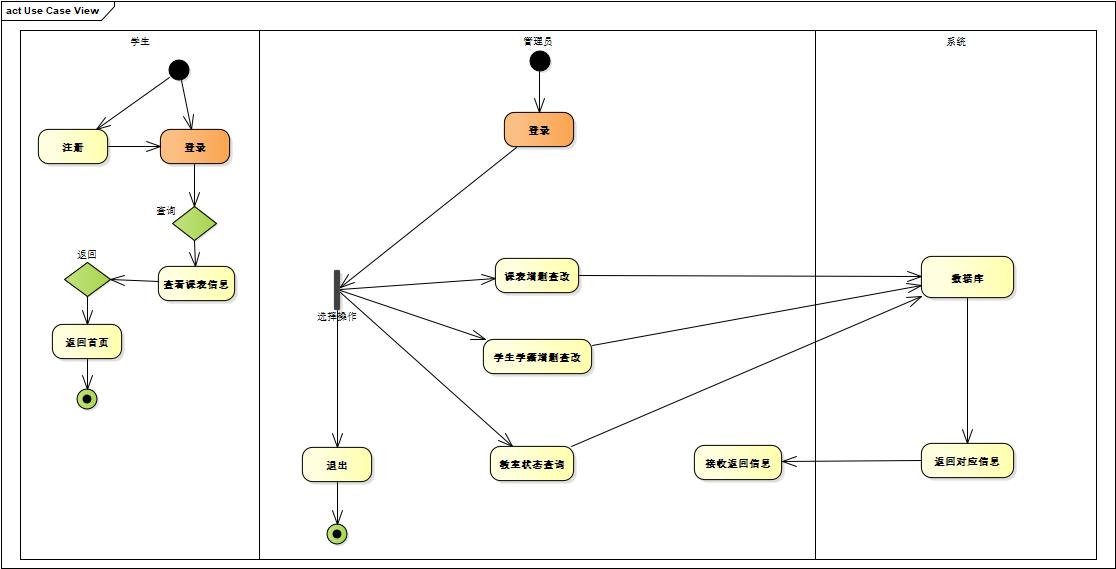 act Use Case View
学生
管理员
系统
注册
登录
登录
查询
返回
查看课表信息
课表增删查改
数据库
选择操作
返回首页
学生学籍增删查改
退出
教室状态查询
接收返回信息
返回对应信息